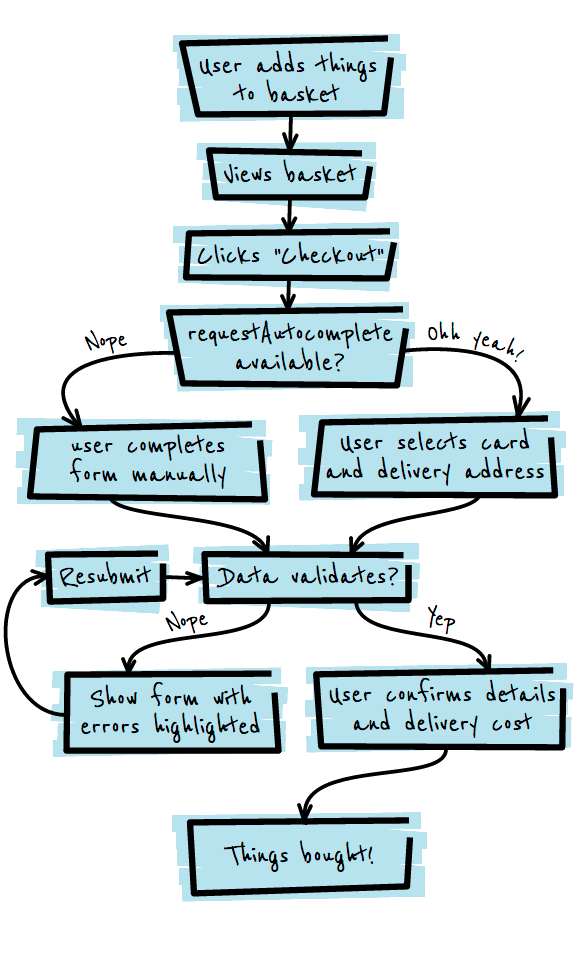 User adds things
to basket
Views basket
Clicks "Checkout"
requestAutocomplete
available?
Nope
Ohh yeah!
user completes
form manually
User selects card
and delivery address
Resubmit
Data validates?
Nope
Yep
Show form with
errors highlighted
User confirms details
and delivery cost
Things bought!